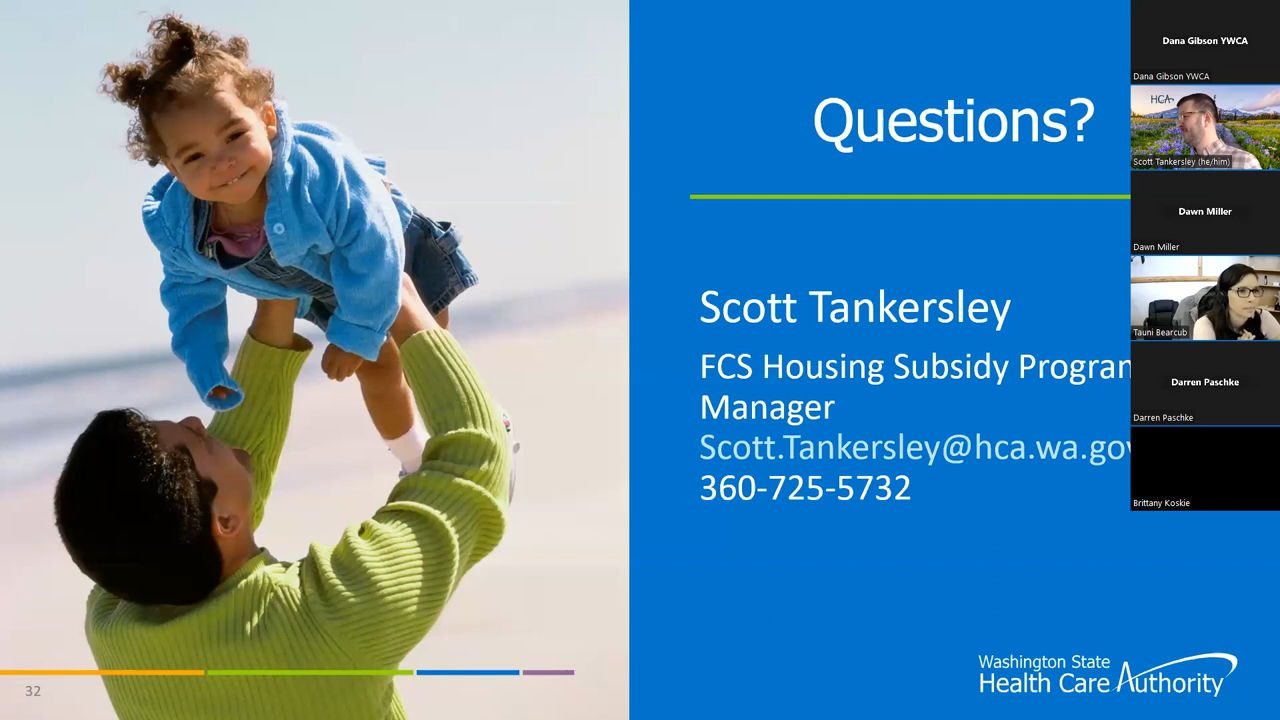 Questions?
Scott Tankersley
FCS Housing Subsidy Program
Manager
Scott.Tankersley@hca.wa.gov
360-725-5732
32
Washington State
Health Care Authority
Dana Gibson YWCA
Dana Gibson YWCA
HCA
Scott Tankersley (he/him)
Dawn Miller
Dawn Miller
Tauni Bearcub
Darren Paschke
Darren Paschke
Brittany Koskie